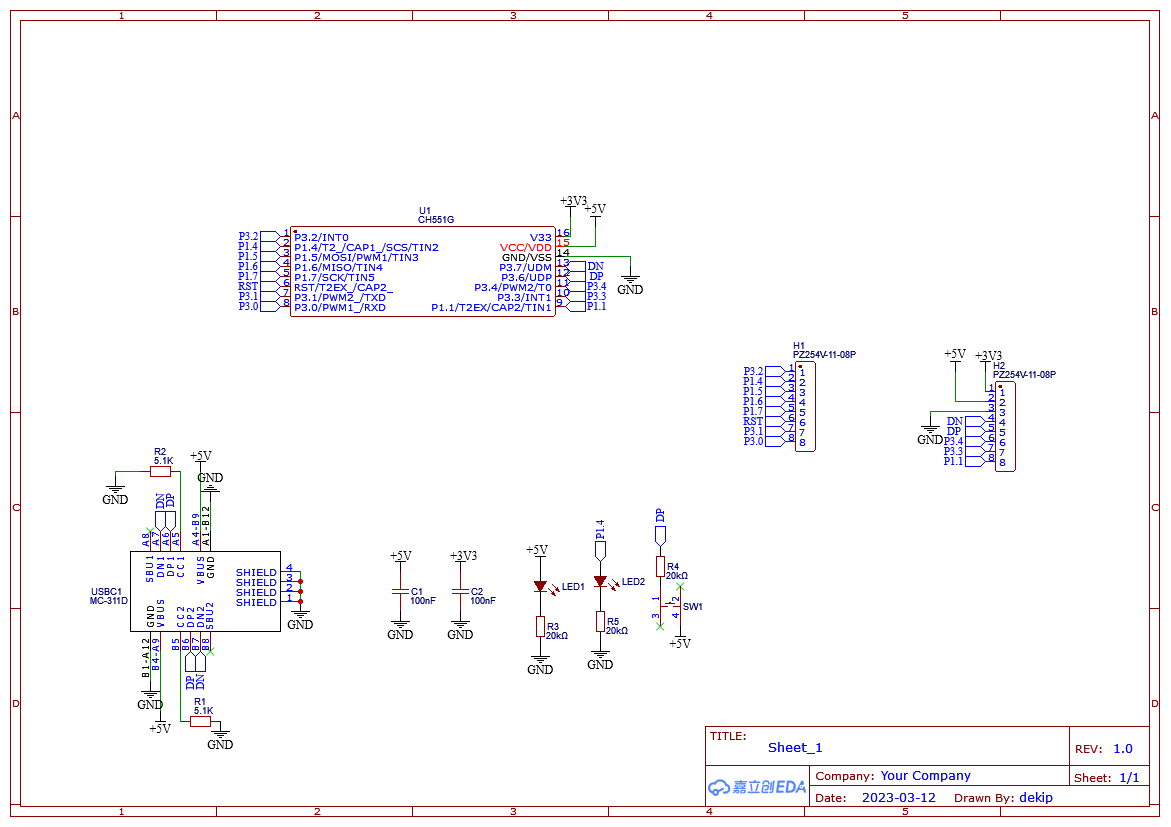 1 2 3 4 5
A A
B B
C C
D D
1 2 3 4 5
+3V3
+5V
U1
CH551G
P3.2 1 P3.2/INT0 V33 16
P1.4 2 P1.4/T2_/CAP1_/SCS/TIN2 VCC/VDD 15
P1.5 3 P1.5/MOSI/PWM1/TIN3 GND/VSS 14
P1.6 4 P1.6/MISO/TIN4 P3.7/UDM 13 DN
P1.7 5 P1.7/SCK/TIN5 P3.6/UDP 12 DP
RST 6 RST/T2EX_/CAP2_ P3.4/PWM2/T0 11 P3.4
P3.1 7 P3.1/PWM2_/TXD P3.3/INT1 10 P3.3
P3.0 8 P3.0/PWM1_/RXD P1.1/T2EX/CAP2/TIN1 9 P1.1
GND
H1
PZ254V-11-08P
P3.2 1 1
P1.4 2 2
P1.5 3 3
P1.6 4 4
P1.7 5 5
RST 6 6
P3.1 7 7
P3.0 8 8
+5V +3V3
H2
PZ254V-11-08P
1 1
2 2
3 3
GND
DN 4 4
DP 5 5
P3.4 6 6
P3.3 7 7
P1.1 8 8
R2
5.1K
+5V
GND
GND
DN DP
A8 A7 A6 A5 A4-B9 A1-B12
SBU1 DN1 DP1 CC1 VBUS GND
SHIELD 4
SHIELD 3
SHIELD 2
SHIELD 1
USBC1
MC-311D
GND
GND VBUS CC2 DP2 DN2 SBU2
B1-A12 B4-A9 B5 B6 B7 B8
DP DN
GND
+5V
R1
5.1K
GND
+5V
C1
100nF
GND
+3V3
C2
100nF
GND
+5V
LED1
R3
20kΩ
GND
P1.4
LED2
R5
20kΩ
GND
DP
R4
20kΩ
1 2
SW1
3 4
+5V
TITLE:
Sheet_1
REV: 1.0
嘉立创EDA
Company: Your Company
Sheet: 1/1
Date: 2023-03-12 Drawn By: dekip